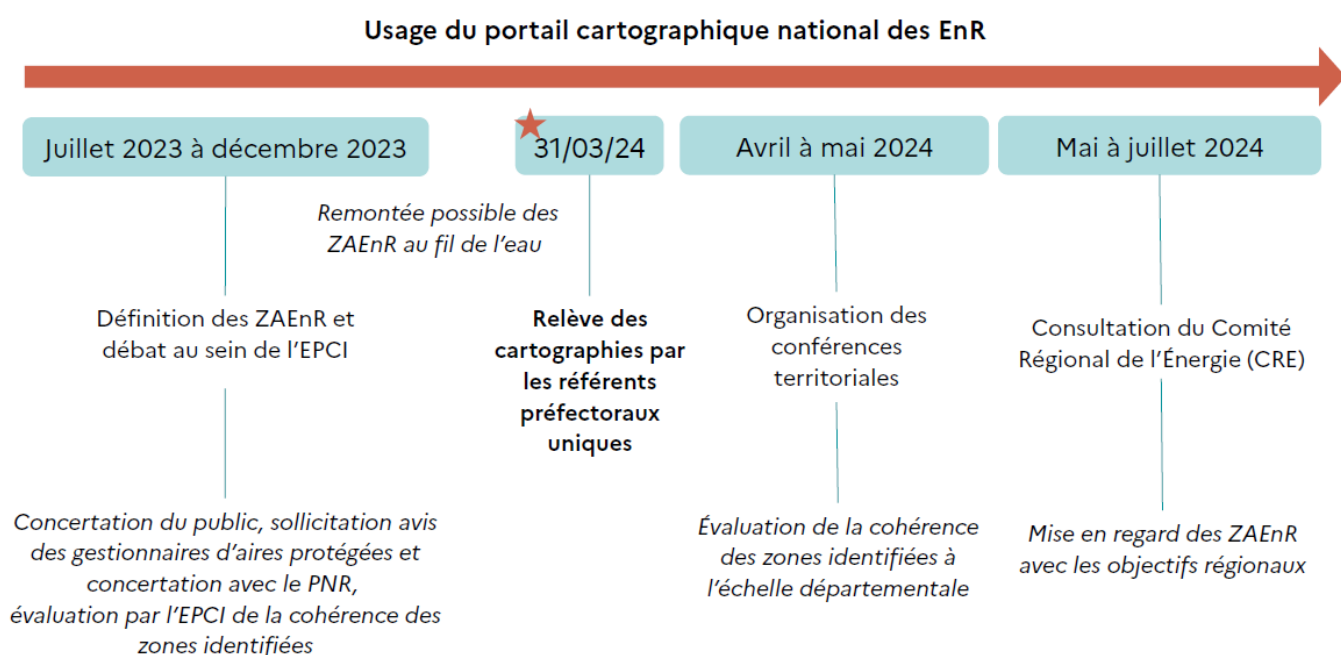 Usage du portail cartographique national des EnR
Juillet 2023 à décembre 2023
31/03/24
Avril à mai 2024
Mai à juillet 2024
Remontée possible des
ZAEnR au fil de l'eau
Définition des ZAEnR et
débat au sein de l'EPCI
Relève des
cartographies par
les référents
préfectoraux
uniques
Organisation des
conférences
territoriales
Consultation du Comité
Régional de l'Énergie (CRE)
Concertation du public, sollicitation avis
des gestionnaires d'aires protégées et
concertation avec le PNR,
évaluation par l'EPCI de la cohérence des
zones identifiées
Évaluation de la cohérence
des zones identifiées à
l'échelle départementale
Mise en regard des ZAEnR
avec les objectifs régionaux